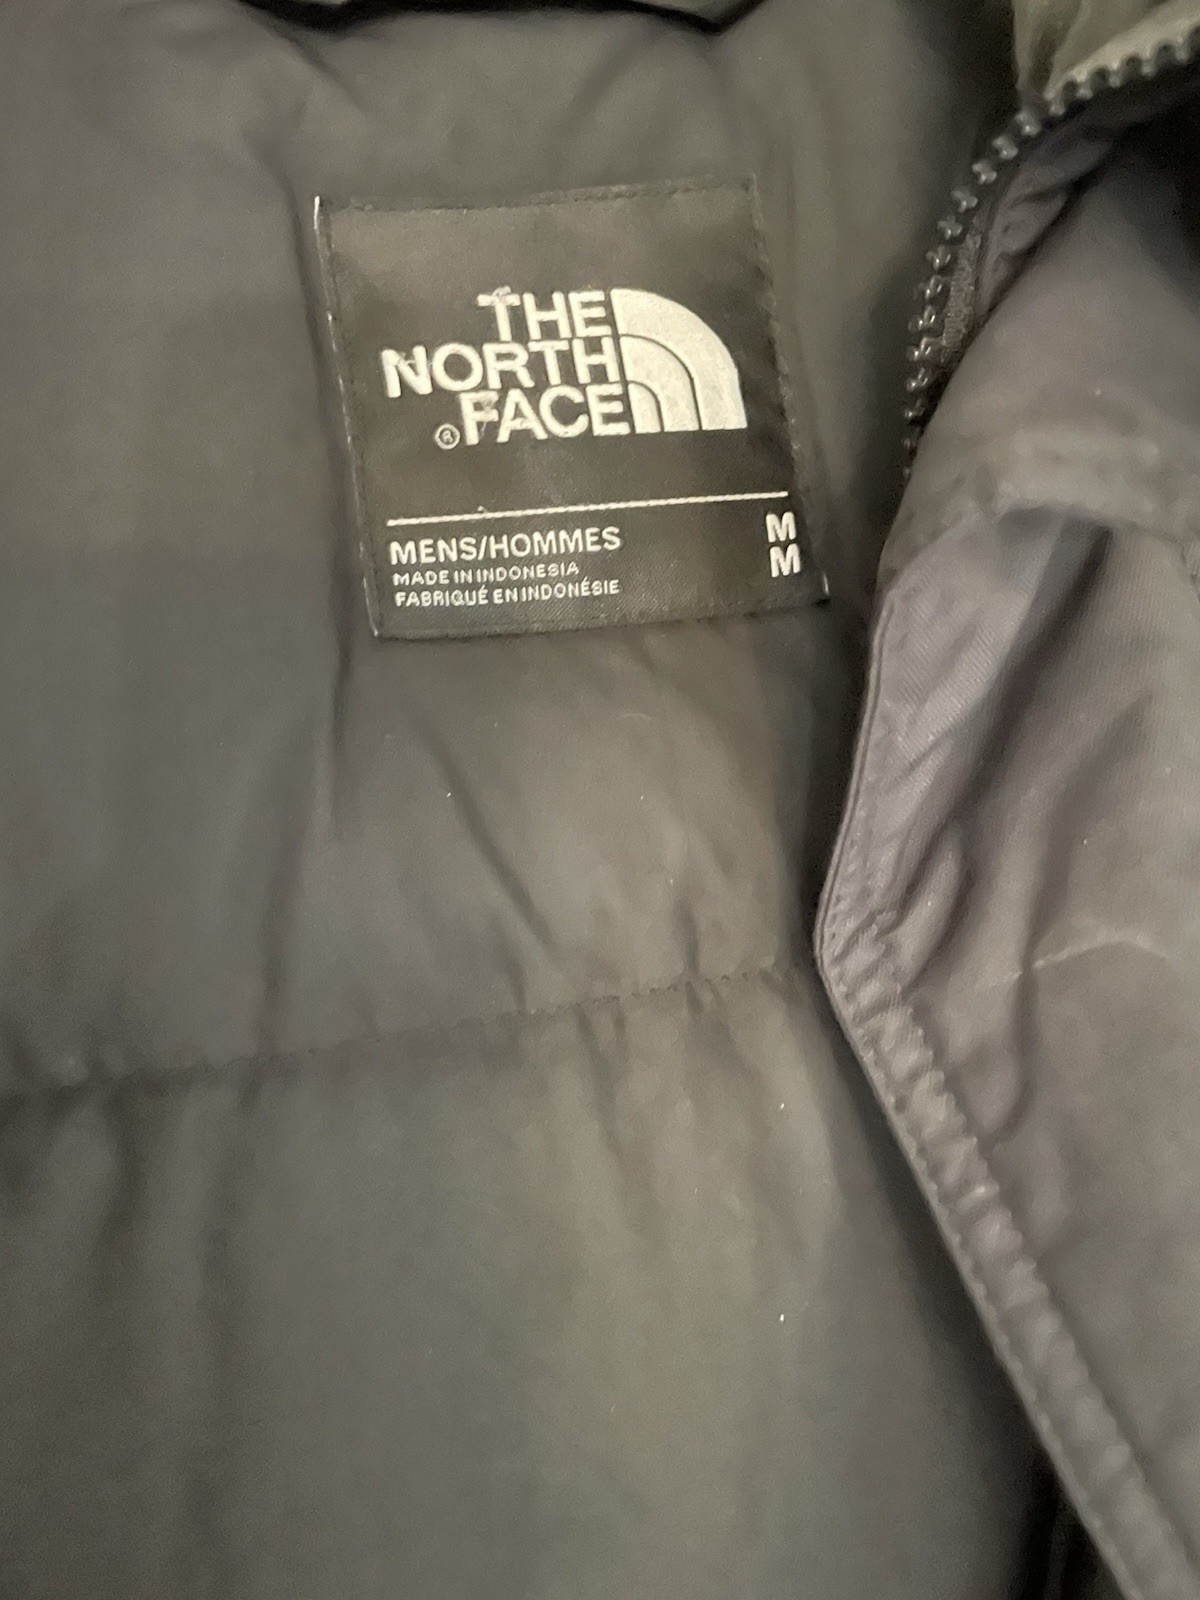 THE
NORTH
FACE
®
MENS/HOMMES M
MADE IN INDONESIA M
FABRIQUÉ EN INDONÉSIE